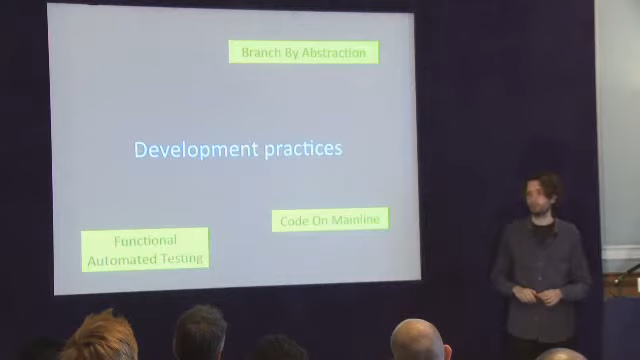 Branch By Abstraction
Development practices
Code On Mainline
Functional
Automated Testing